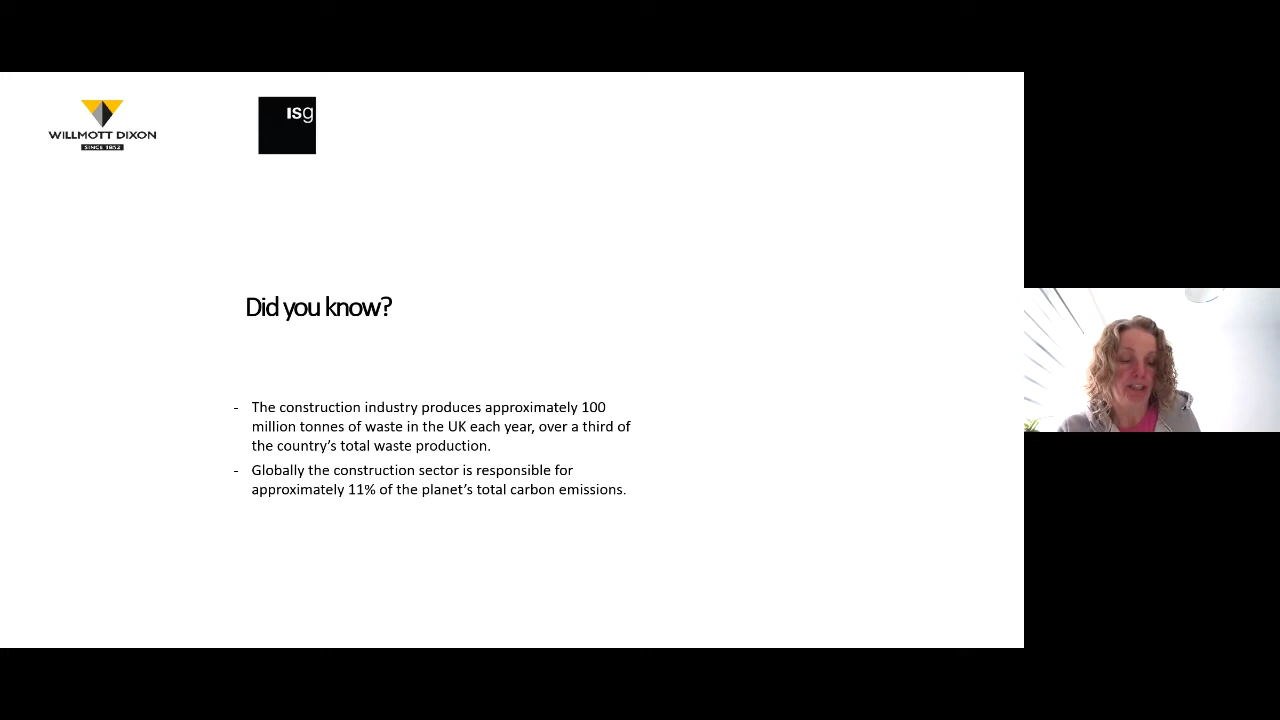 WILLMOTT DIXON
SINCE 1852
ISg
Did you know?
- The construction industry produces approximately 100
million tonnes of waste in the UK each year, over a third of
the country’s total waste production.
- Globally the construction sector is responsible for
approximately 11% of the planet’s total carbon emissions.